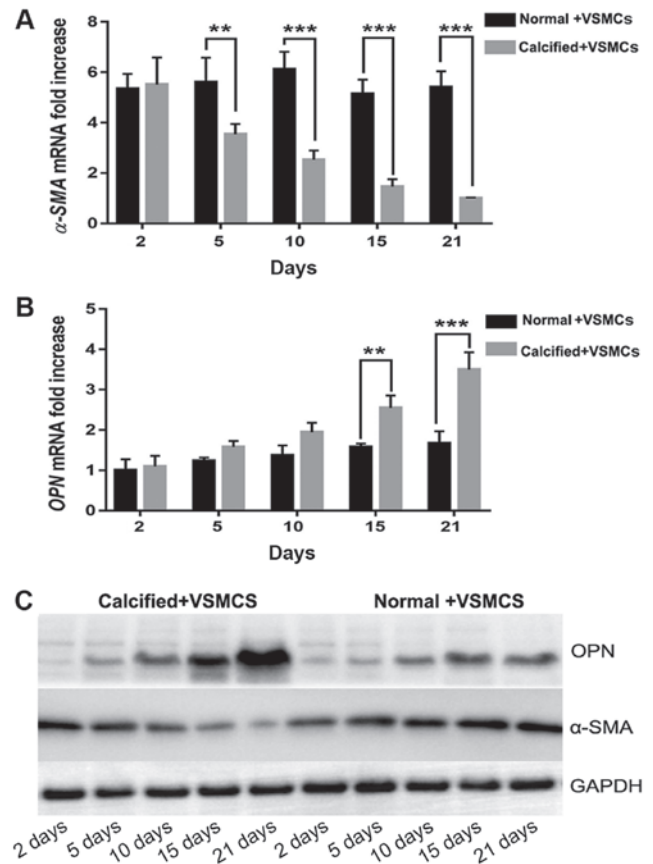 A
α-SMA mRNA fold increase
8
6
4
2
0
** *** *** ***
Normal +VSMCs
Calcified+VSMCs
2 5 10 15 21
Days
B
OPN mRNA fold increase
5
4
3
2
1
0
** ***
Normal +VSMCs
Calcified+VSMCs
2 5 10 15 21
Days
C
Calcified+VSMCS Normal +VSMCS
OPN
α-SMA
GAPDH
2 days 5 days 10 days 15 days 21 days 2 days 5 days 10 days 15 days 21 days